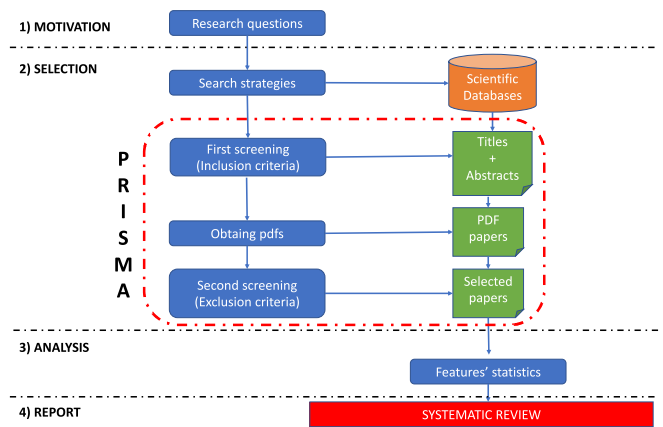 1) MOTIVATION
Research questions
2) SELECTION
Search strategies
Scientific
Databases
PRISMA
First screening
(Inclusion criteria)
Titles
+
Abstracts
Obtaing pdfs
PDF
papers
Second screening
(Exclusion criteria)
Selected
papers
3) ANALYSIS
Features’ statistics
4) REPORT
SYSTEMATIC REVIEW